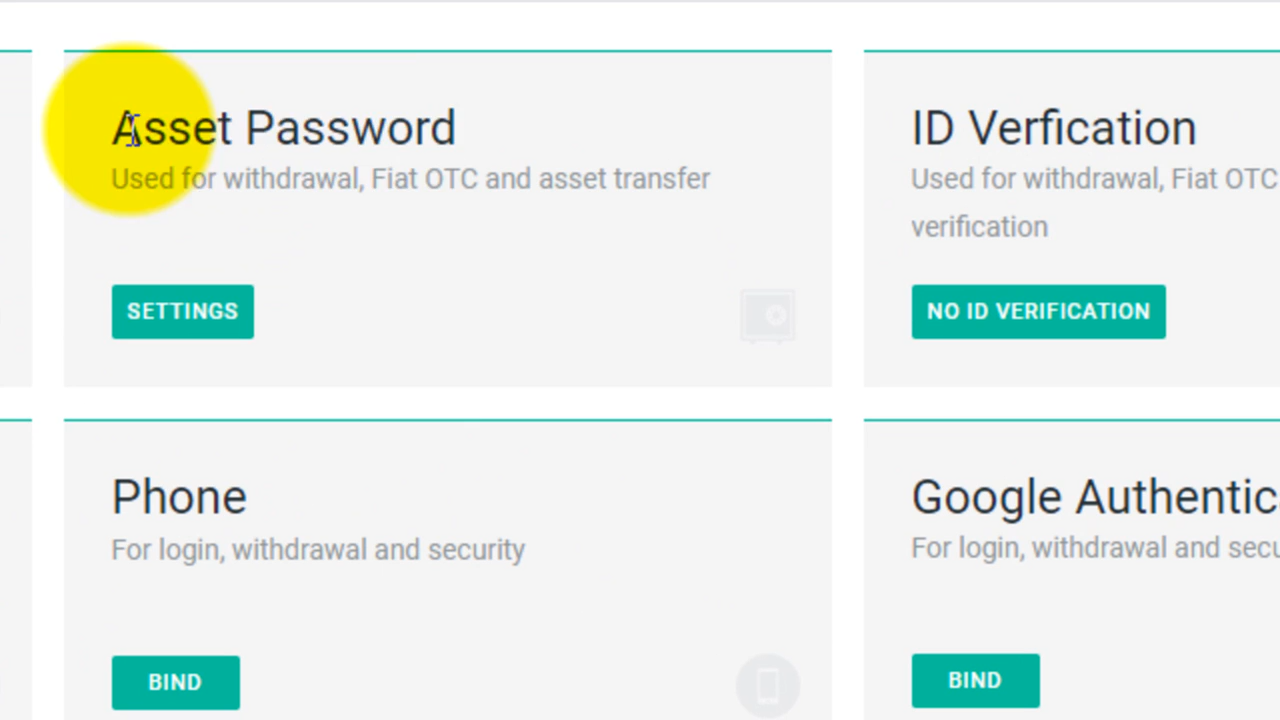 Asset Password
Used for withdrawal, Fiat OTC and asset transfer
SETTINGS
ID Verfication
Used for withdrawal, Fiat OTC
verification
NO ID VERIFICATION
Phone
For login, withdrawal and security
BIND
Google Authentic
For login, withdrawal and secu
BIND